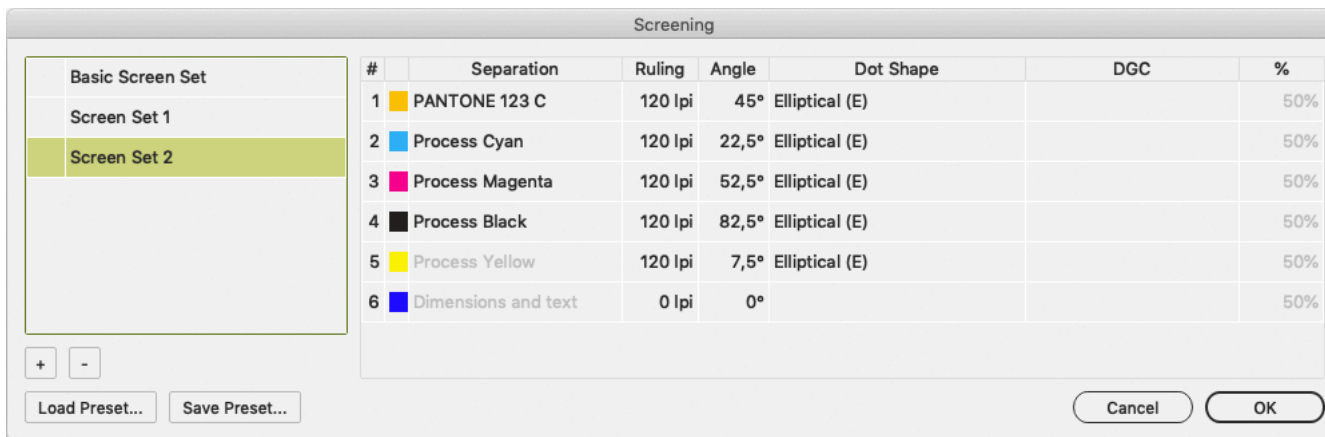 Screening
Basic Screen Set
Screen Set 1
Screen Set 2
+ -
Load Preset... Save Preset...
# Separation Ruling Angle Dot Shape DGC %
1 PANTONE 123 C 120 lpi 45° Elliptical (E) 50%
2 Process Cyan 120 lpi 22,5° Elliptical (E) 50%
3 Process Magenta 120 lpi 52,5° Elliptical (E) 50%
4 Process Black 120 lpi 82,5° Elliptical (E) 50%
5 Process Yellow 120 lpi 7,5° Elliptical (E) 50%
6 Dimensions and text 0 lpi 0° 50%
Cancel OK